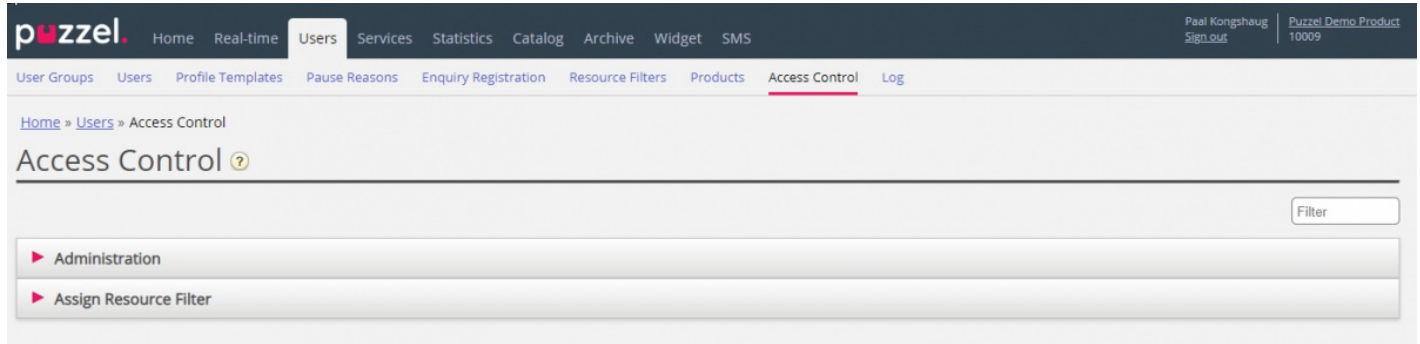 puzzel. Home Real-time Users Services Statistics Catalog Archive Widget SMS
Paal Kongshaug Puzzel Demo Product
Sign out 10009
User Groups Users Profile Templates Pause Reasons Enquiry Registration Resource Filters Products Access Control Log
Home » Users » Access Control
Access Control ?
Filter
Administration
Assign Resource Filter